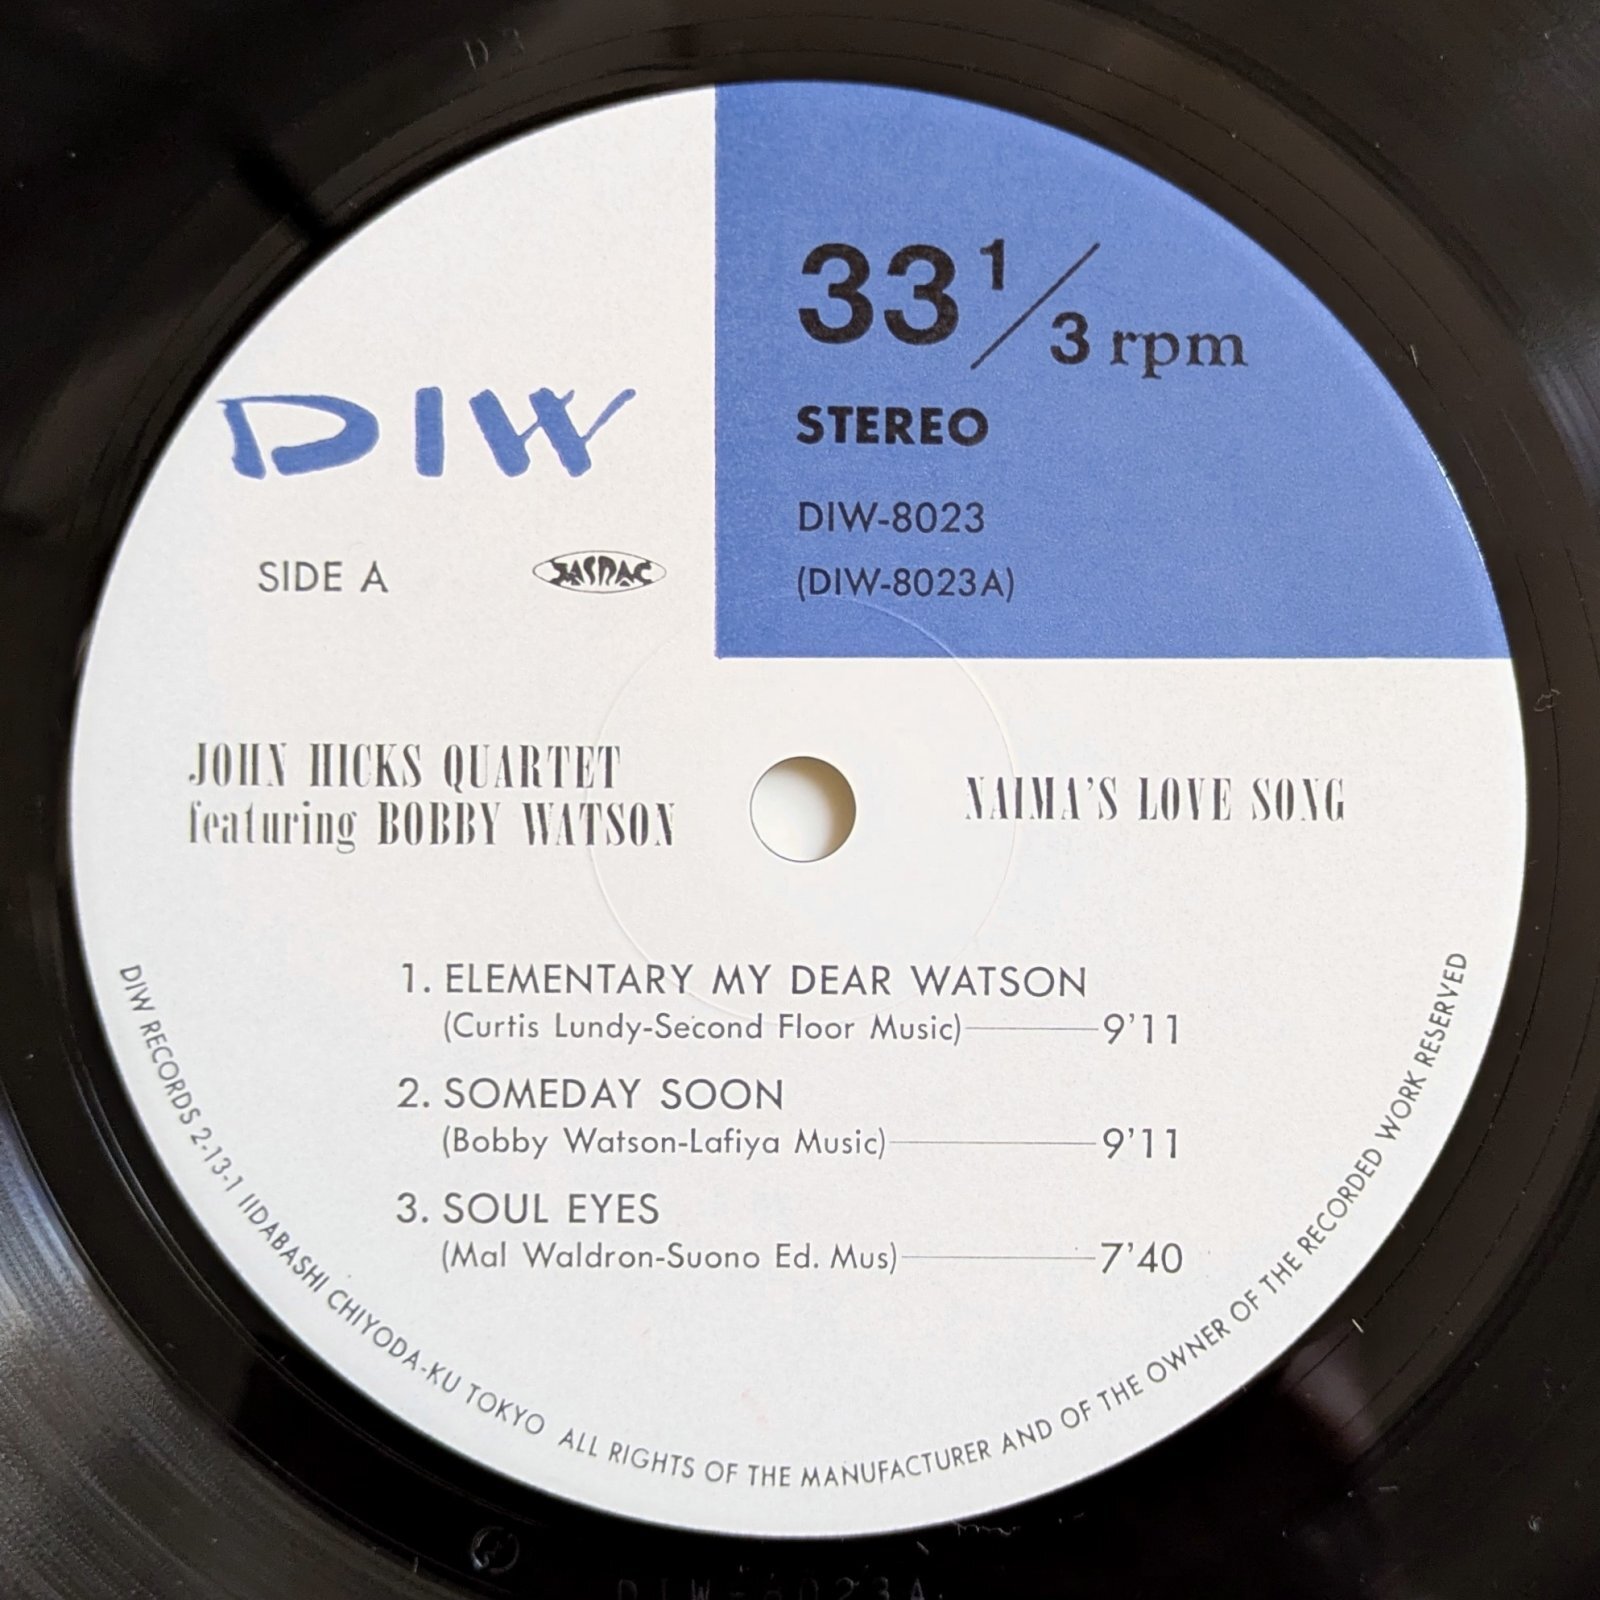 33 1/3 rpm
STEREO
DIW-8023
(DIW-8023A)
DIW
SIDE A
JASRAC
JOHN HICKS QUARTET
featuring BOBBY WATSON
NAIMA'S LOVE SONG
1. ELEMENTARY MY DEAR WATSON
(Curtis Lundy-Second Floor Music) 9'11
2. SOMEDAY SOON
(Bobby Watson-Lafiya Music) 9'11
3. SOUL EYES
(Mal Waldron-Suono Ed. Mus) 7'40
DIW RECORDS 2-13-1 IIDABASHI CHIYODA-KU TOKYO ALL RIGHTS OF THE MANUFACTURER AND OF THE OWNER OF THE RECORDED WORK RESERVED
DIW-8023A